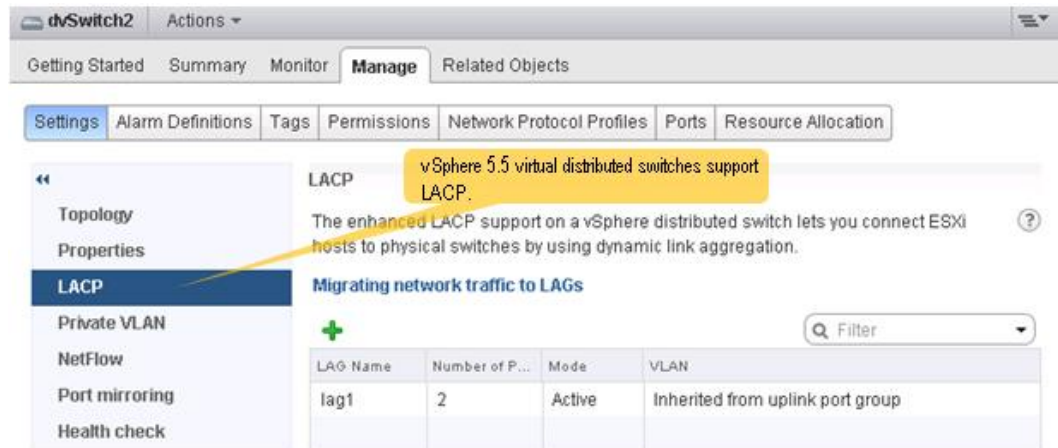 dvSwitch2 Actions
Getting Started Summary Monitor Manage Related Objects
Settings Alarm Definitions Tags Permissions Network Protocol Profiles Ports Resource Allocation
vSphere 5.5 virtual distributed switches support
LACP.
Topology
Properties
LACP
Private VLAN
NetFlow
Port mirroring
Health check
LACP
The enhanced LACP support on a vSphere distributed switch lets you connect ESXi
hosts to physical switches by using dynamic link aggregation.
Migrating network traffic to LAGs
Filter
LAG Name Number of P... Mode VLAN
lag1 2 Active Inherited from uplink port group